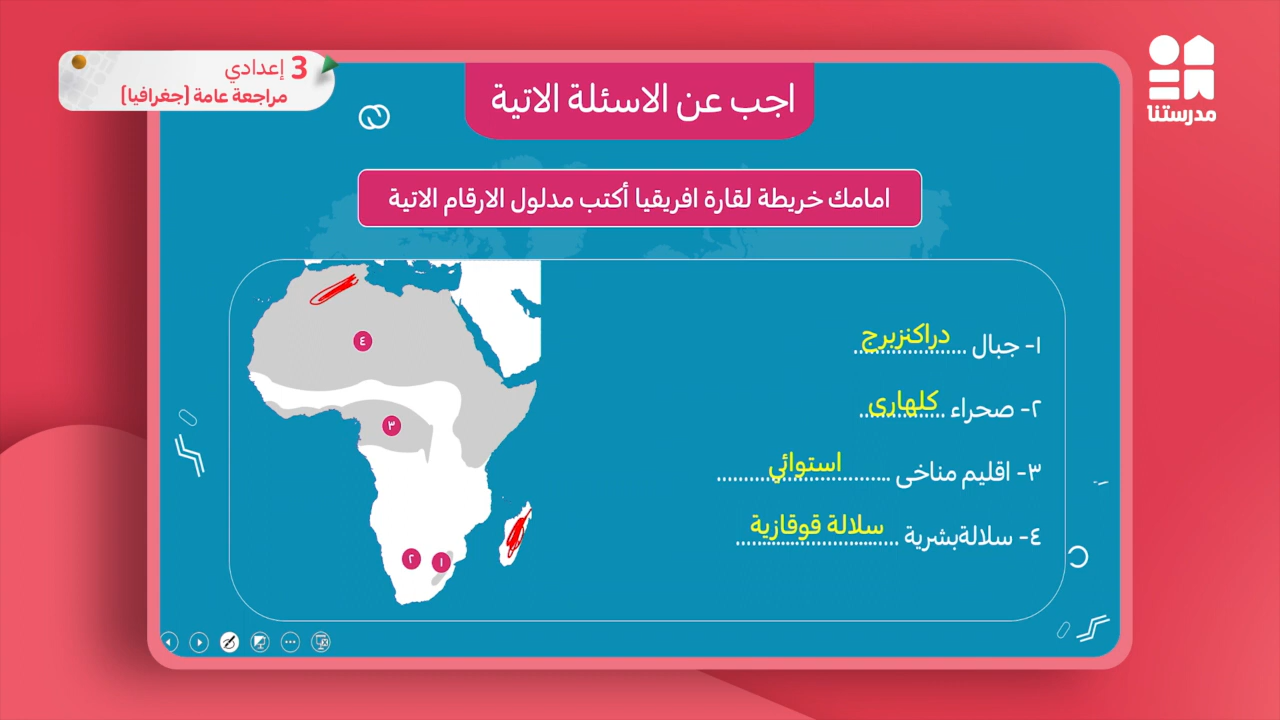 3 إعدادي
مراجعة عامة (جغرافيا)
مدرستنا
اجب عن الاسئلة الاتية
امامك خريطة لقارة افريقيا أكتب مدلول الارقام الاتية
١- جبال دراكنزبرج
٢- صحراء كلهارى
٣- اقليم مناخى استوائي
٤- سلالةبشرية سلالة قوقازية
٤
٣
٢
١